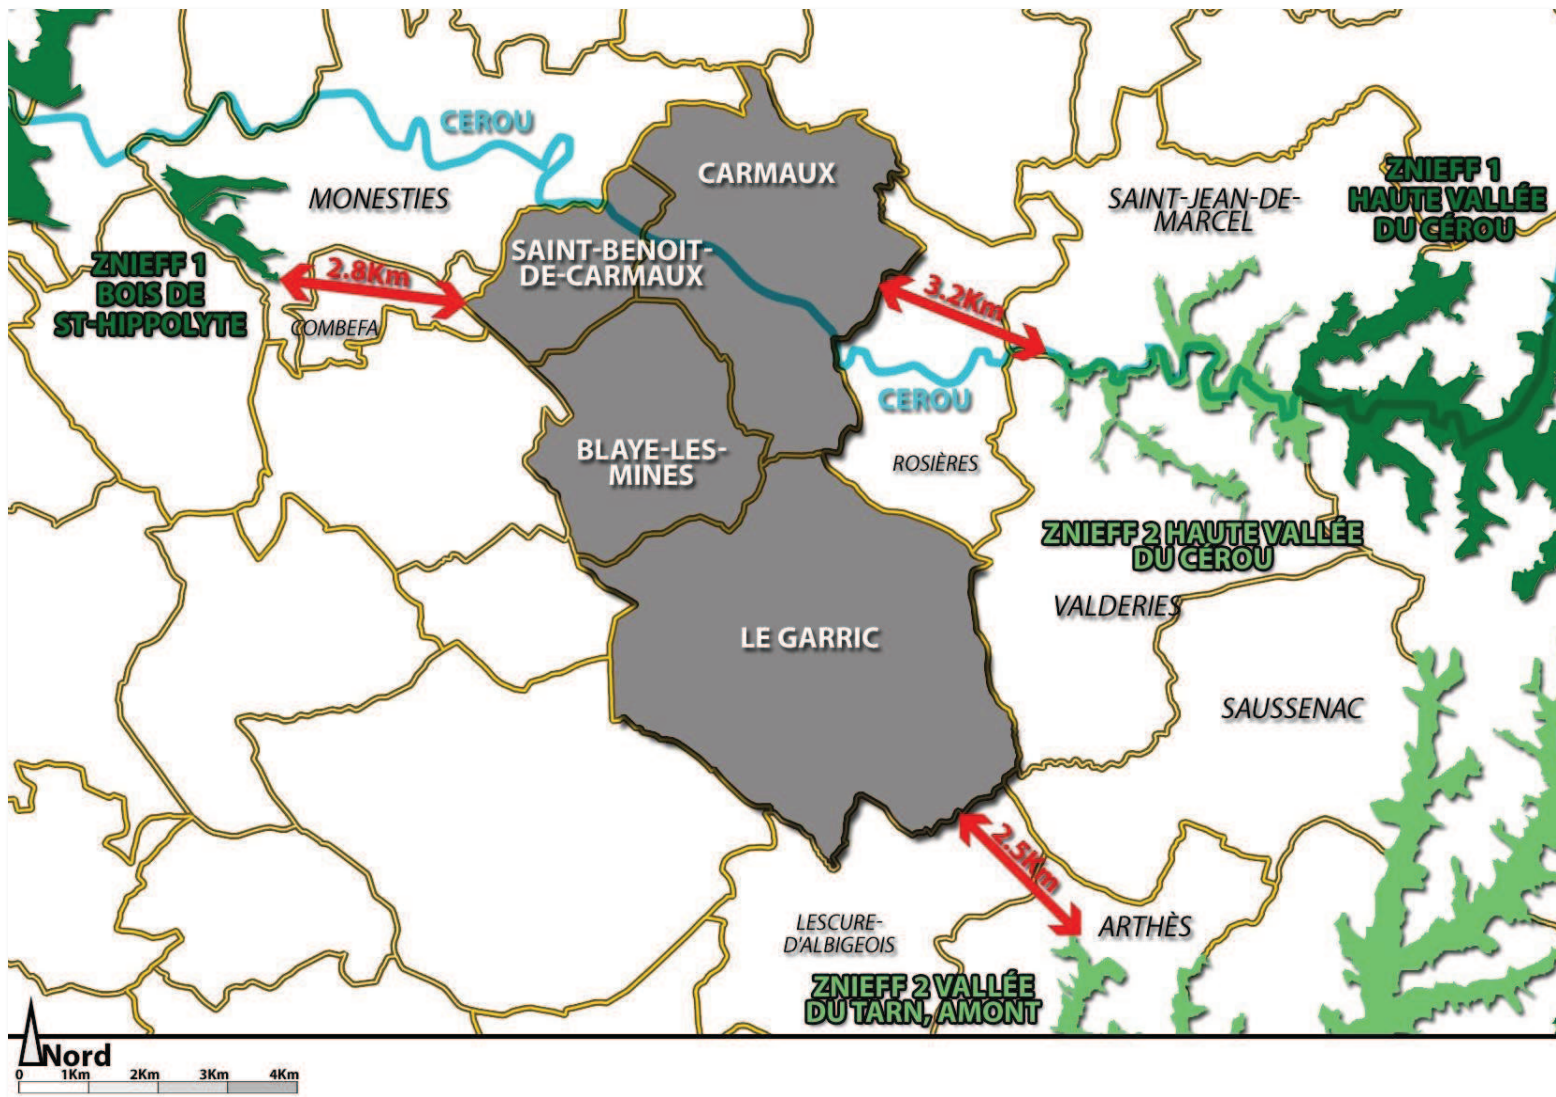 CEROU
CARMAUX
ZNIEFF 1
HAUTE VALLÉE
DU CÉROU
MONESTIES
SAINT-JEAN-DE-
MARCEL
SAINT-BENOIT-
DE-CARMAUX
ZNIEFF 1
BOIS DE
ST-HIPPOLYTE
2.8Km
3.2Km
COMBEFA
CEROU
BLAYE-LES-
MINES
ROSIÈRES
ZNIEFF 2 HAUTE VALLÉE
DU CÉROU
VALDERIES
LE GARRIC
SAUSSENAC
2.5Km
LESCURE-
D'ALBIGEOIS
ARTHÈS
ZNIEFF 2 VALLÉE
DU TARN, AMONT
Nord
0 1Km 2Km 3Km 4Km